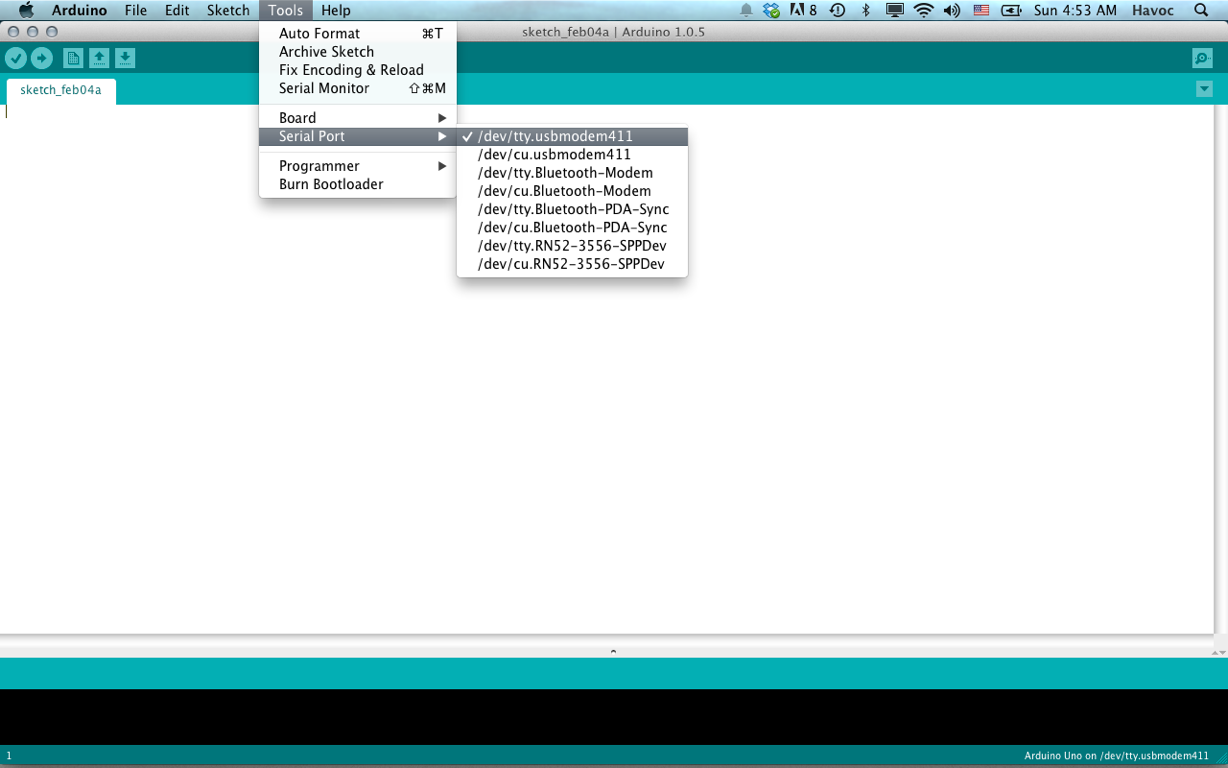 Arduino File Edit Sketch Tools Help 8 Sun 4:53 AM Havoc
sketch_feb04a | Arduino 1.0.5
sketch_feb04a
Auto Format ⌘T
Archive Sketch
Fix Encoding & Reload
Serial Monitor ⇧⌘M
Board
Serial Port
Programmer
Burn Bootloader
/dev/tty.usbmodem411
/dev/cu.usbmodem411
/dev/tty.Bluetooth-Modem
/dev/cu.Bluetooth-Modem
/dev/tty.Bluetooth-PDA-Sync
/dev/cu.Bluetooth-PDA-Sync
/dev/tty.RN52-3556-SPPDev
/dev/cu.RN52-3556-SPPDev
1
Arduino Uno on /dev/tty.usbmodem411